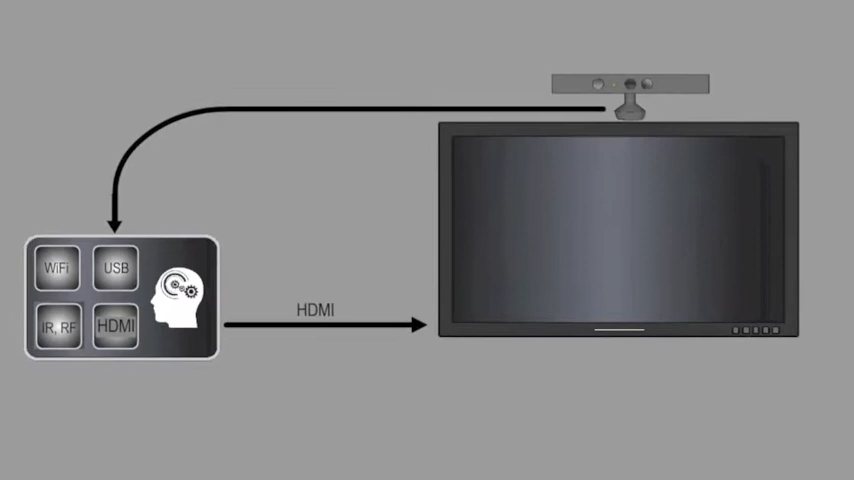 WiFi
USB
IR, RF
HDMI
HDMI